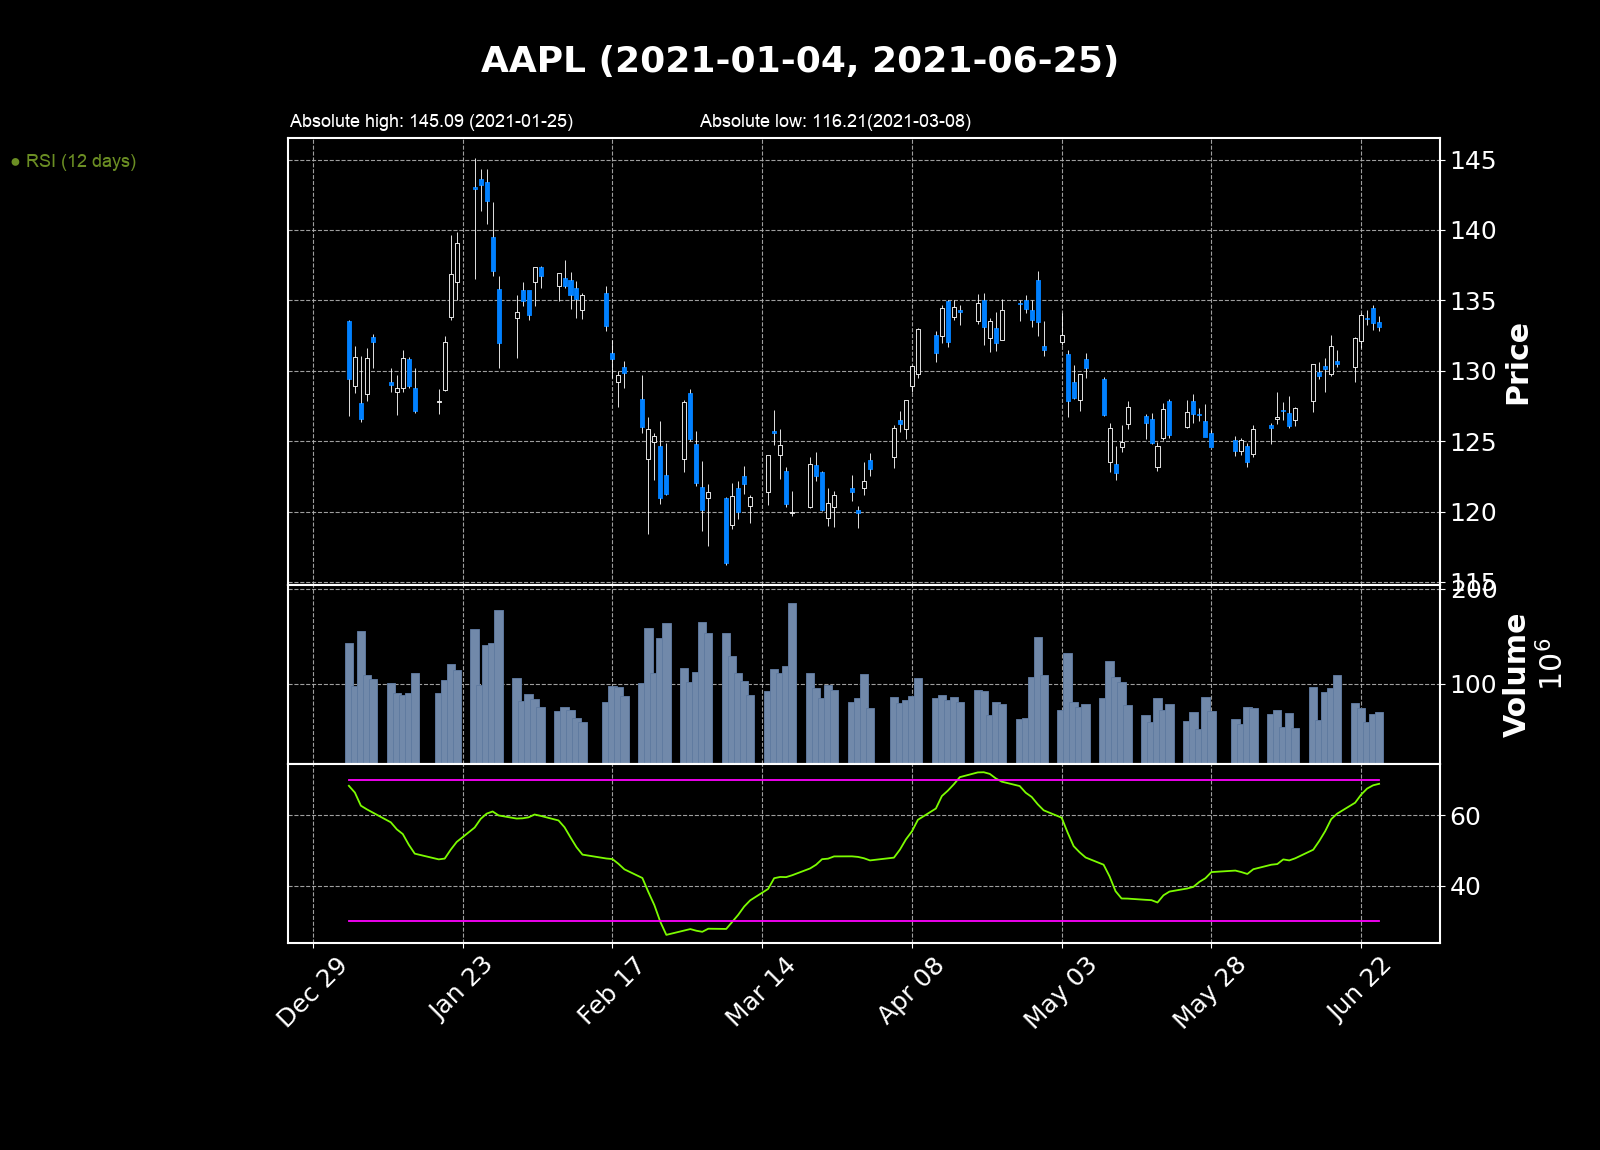 AAPL (2021-01-04, 2021-06-25)
Absolute high: 145.09 (2021-01-25) Absolute low: 116.21(2021-03-08)
● RSI (12 days)
145
140
135
130
125
120
115
Price
200
100
Volume
10⁶
60
40
Dec 29
Jan 23
Feb 17
Mar 14
Apr 08
May 03
May 28
Jun 22